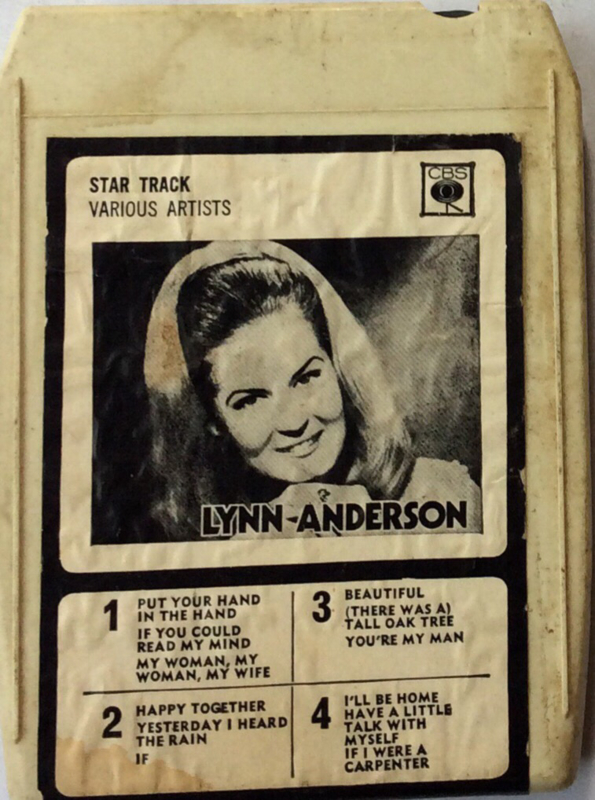 STAR TRACK
VARIOUS ARTISTS
CBS
LYNN ANDERSON
1
PUT YOUR HAND
IN THE HAND
IF YOU COULD
READ MY MIND
MY WOMAN, MY
WOMAN, MY WIFE
2
HAPPY TOGETHER
YESTERDAY I HEARD
THE RAIN
IF
3
BEAUTIFUL
(THERE WAS A)
TALL OAK TREE
YOU'RE MY MAN
4
I'LL BE HOME
HAVE A LITTLE
TALK WITH
MYSELF
IF I WERE A
CARPENTER